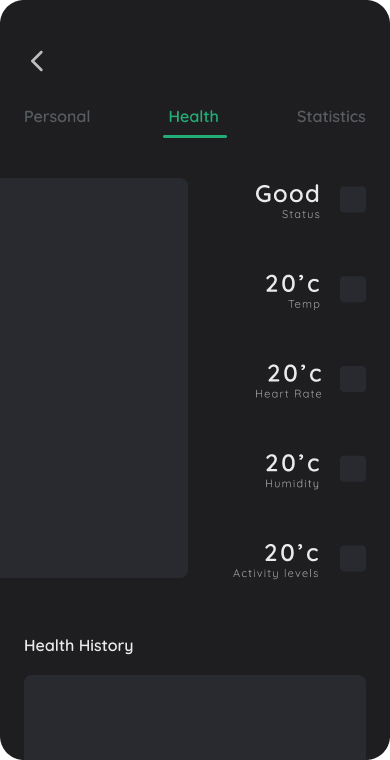 Personal Health Statistics
Good
Status
20’c
Temp
20’c
Heart Rate
20’c
Humidity
20’c
Activity levels
Health History